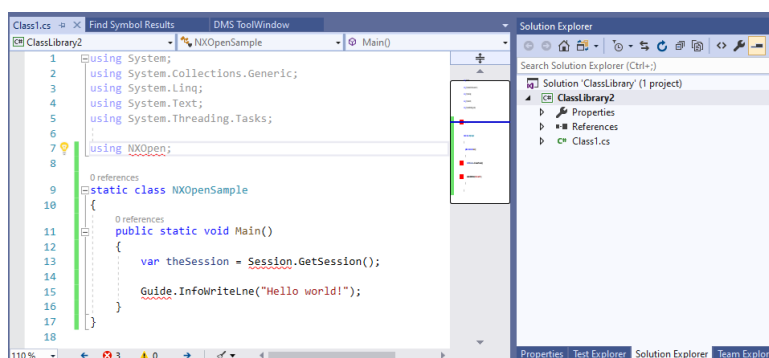 Class1.cs Find Symbol Results DMS ToolWindow
ClassLibrary2 NXOpenSample Main()
1 using System;
2 using System.Collections.Generic;
3 using System.Linq;
4 using System.Text;
5 using System.Threading.Tasks;
6
7 using NXOpen;
8
0 references
9 static class NXOpenSample
10 {
0 references
11 public static void Main()
12 {
13 var theSession = Session.GetSession();
14
15 Guide.InfoWriteLne("Hello world!");
16 }
17 }
18
110 % 3 0
Solution Explorer
Search Solution Explorer (Ctrl+;)
Solution 'ClassLibrary' (1 project)
C# ClassLibrary2
Properties
References
C# Class1.cs
Properties Test Explorer Solution Explorer Team Explor